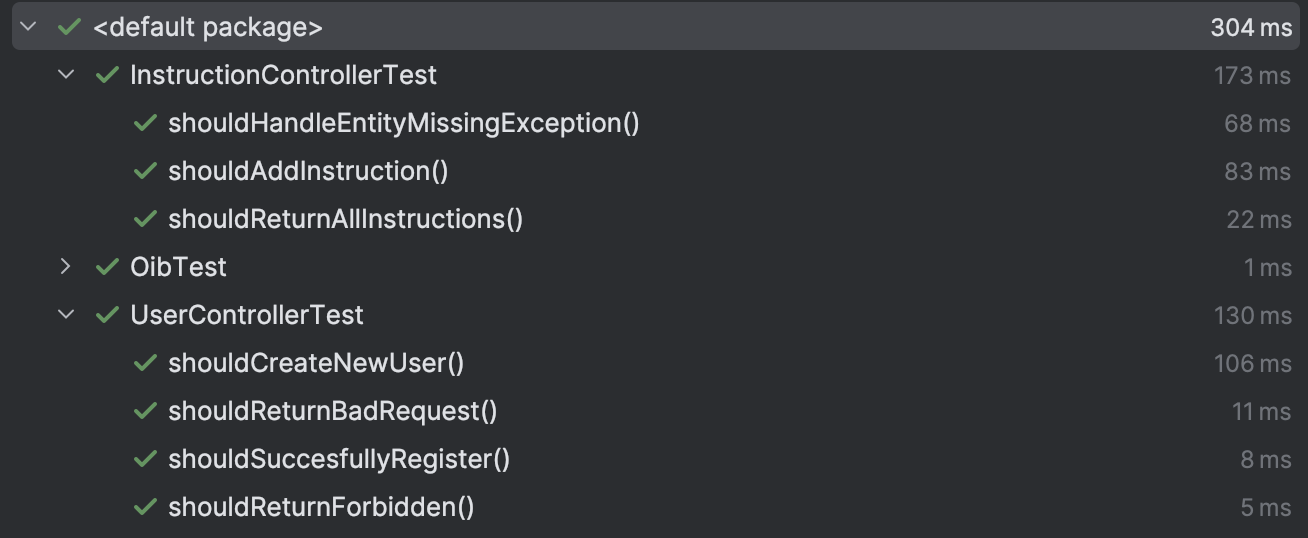 <default package> 304 ms
InstructionControllerTest 173 ms
shouldHandleEntityMissingException() 68 ms
shouldAddInstruction() 83 ms
shouldReturnAllInstructions() 22 ms
OibTest 1 ms
UserControllerTest 130 ms
shouldCreateNewUser() 106 ms
shouldReturnBadRequest() 11 ms
shouldSuccesfullyRegister() 8 ms
shouldReturnForbidden() 5 ms